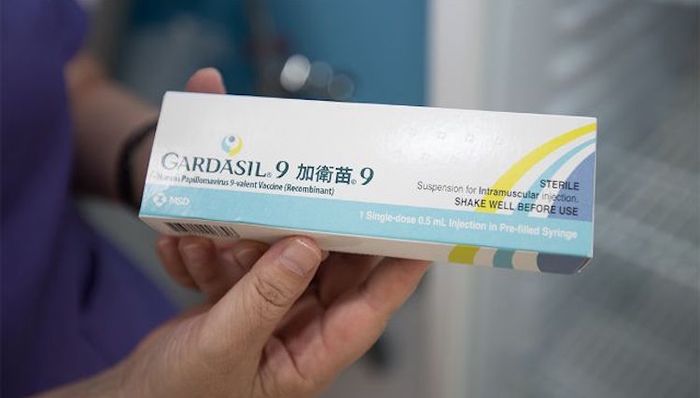 GARDASIL® 9 加衛苗® 9
Human Papillomavirus 9-valent Vaccine (Recombinant)
MSD
STERILE
Suspension for Intramuscular injection.
SHAKE WELL BEFORE USE
1 Single-dose 0.5 mL Injection in Pre-filled Syringe